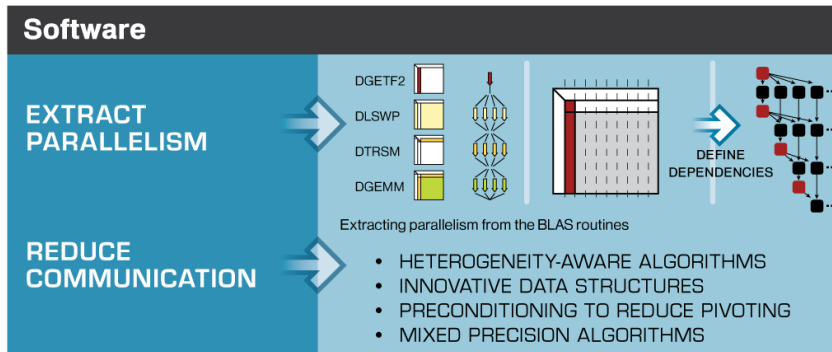 Software
EXTRACT
PARALLELISM
DGETF2
DLSWP
DTRSM
DGEMM
DEFINE
DEPENDENCIES
Extracting parallelism from the BLAS routines
REDUCE
COMMUNICATION
• HETEROGENEITY-AWARE ALGORITHMS
• INNOVATIVE DATA STRUCTURES
• PRECONDITIONING TO REDUCE PIVOTING
• MIXED PRECISION ALGORITHMS